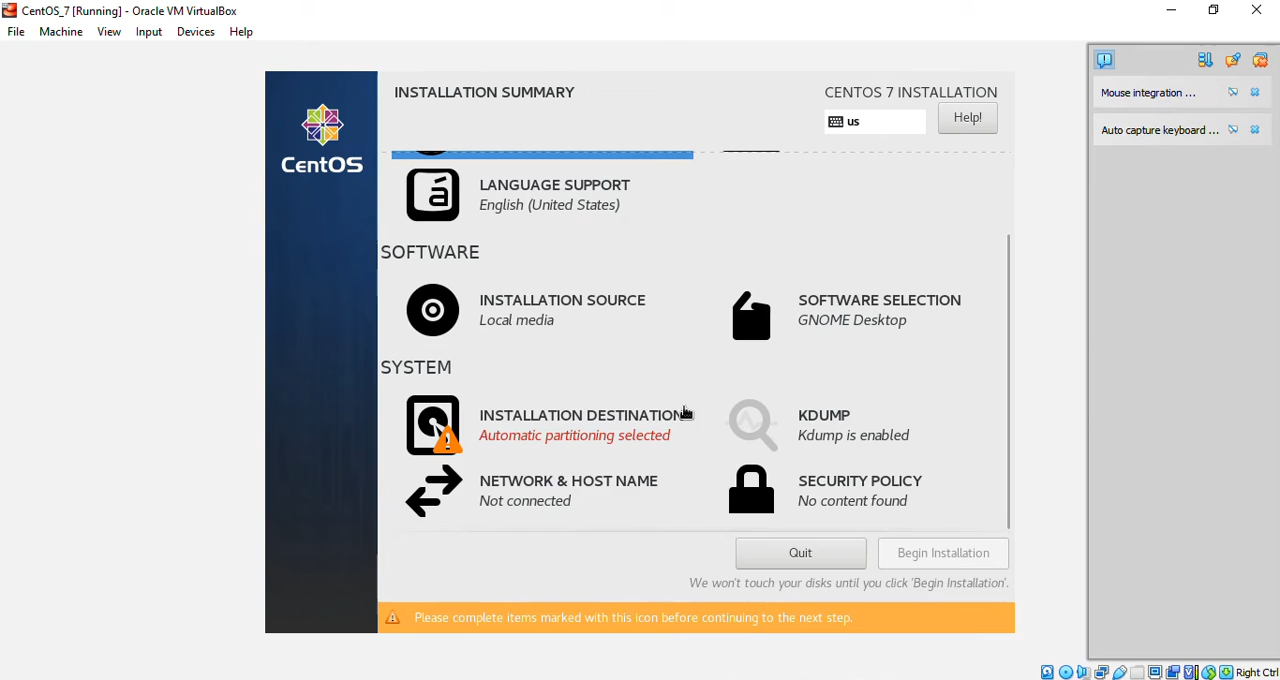 CentOS_7 [Running] - Oracle VM VirtualBox
File Machine View Input Devices Help
INSTALLATION SUMMARY
CENTOS 7 INSTALLATION
us
Help!
CentOS
Mouse integration ...
Auto capture keyboard ...
á
LANGUAGE SUPPORT
English (United States)
SOFTWARE
INSTALLATION SOURCE
Local media
SOFTWARE SELECTION
GNOME Desktop
SYSTEM
INSTALLATION DESTINATION
Automatic partitioning selected
KDUMP
Kdump is enabled
NETWORK & HOST NAME
Not connected
SECURITY POLICY
No content found
Quit
Begin Installation
We won't touch your disks until you click 'Begin Installation'.
Please complete items marked with this icon before continuing to the next step.
Right Ctrl